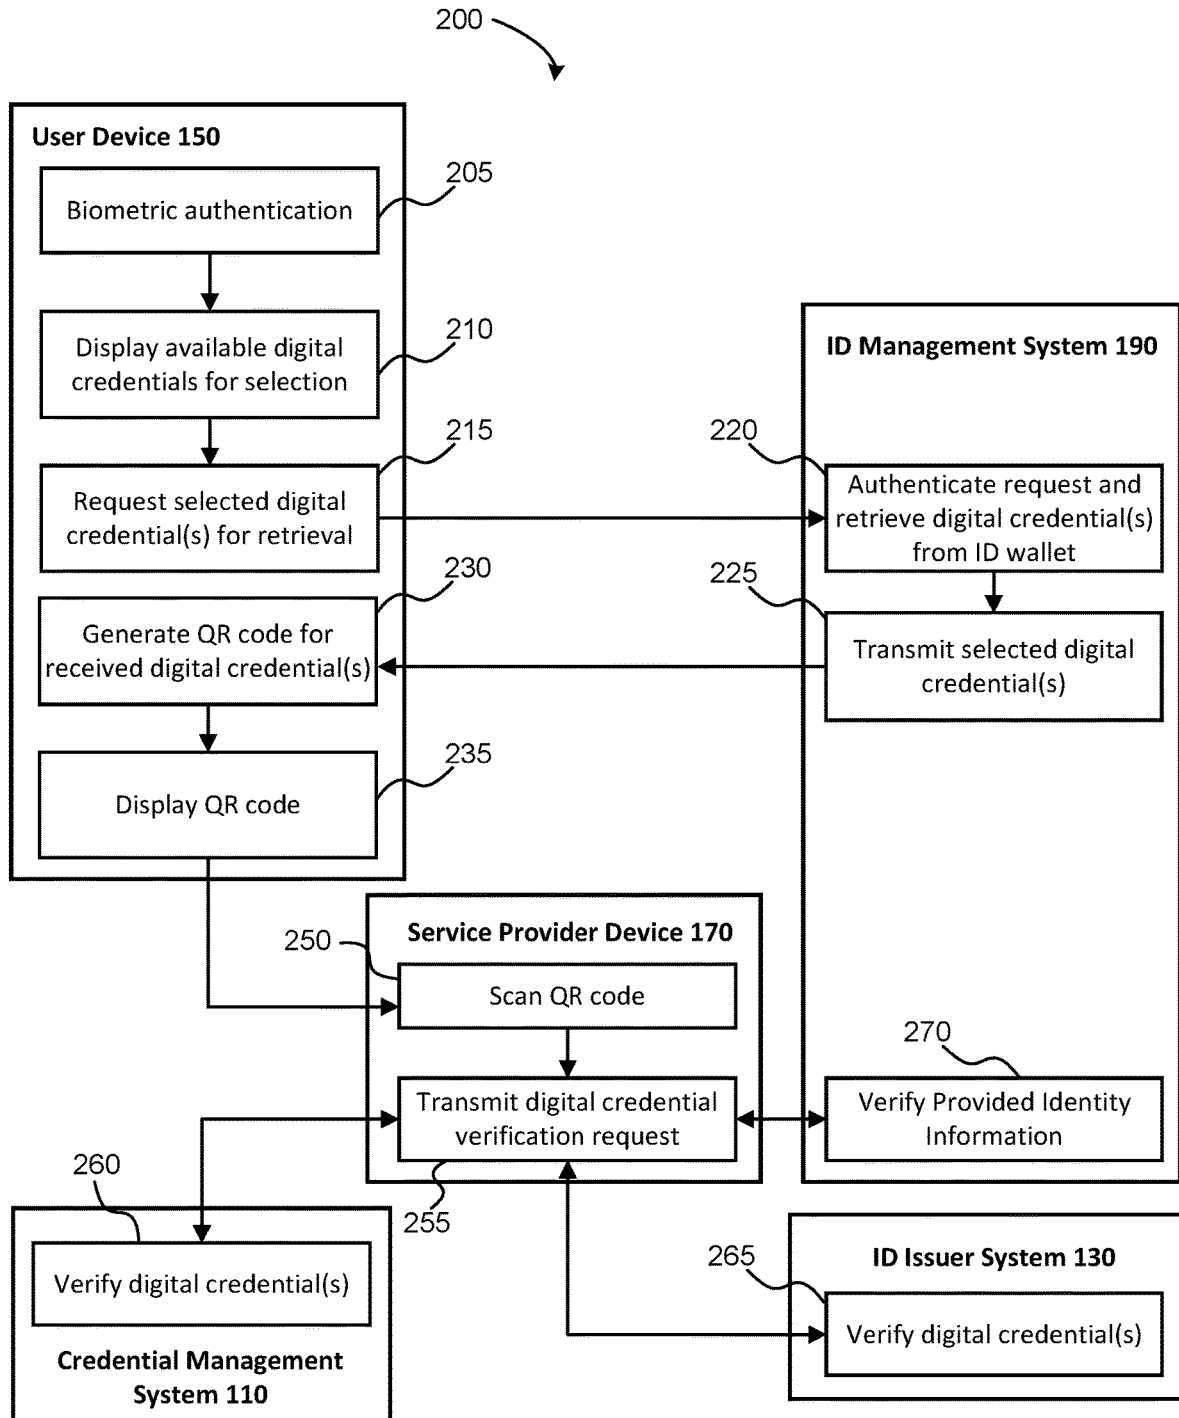 200
User Device 150
205
Biometric authentication
210
Display available digital
credentials for selection
ID Management System 190
215
Request selected digital
credential(s) for retrieval
220
Authenticate request and
retrieve digital credential(s)
from ID wallet
230
Generate QR code for
received digital credential(s)
225
Transmit selected digital
credential(s)
235
Display QR code
Service Provider Device 170
250
Scan QR code
270
Transmit digital credential
verification request
Verify Provided Identity
Information
260
255
Verify digital credential(s)
Credential Management
System 110
ID Issuer System 130
265
Verify digital credential(s)